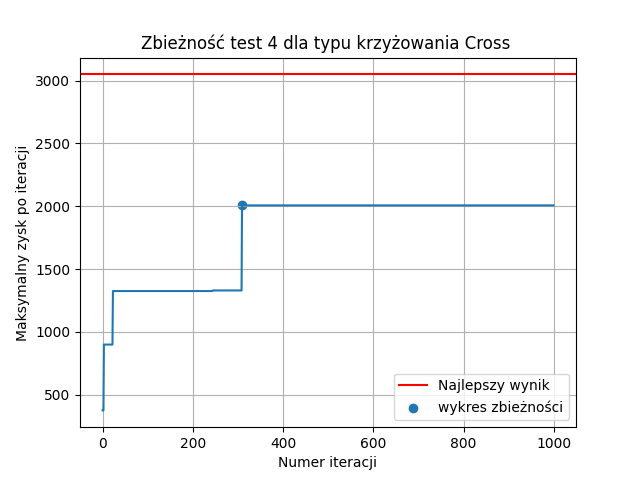 Zbieżność test 4 dla typu krzyżowania Cross
Maksymalny zysk po iteracji
3000
2500
2000
1500
1000
500
Najlepszy wynik
wykres zbieżności
0
200
400
600
800
1000
Numer iteracji